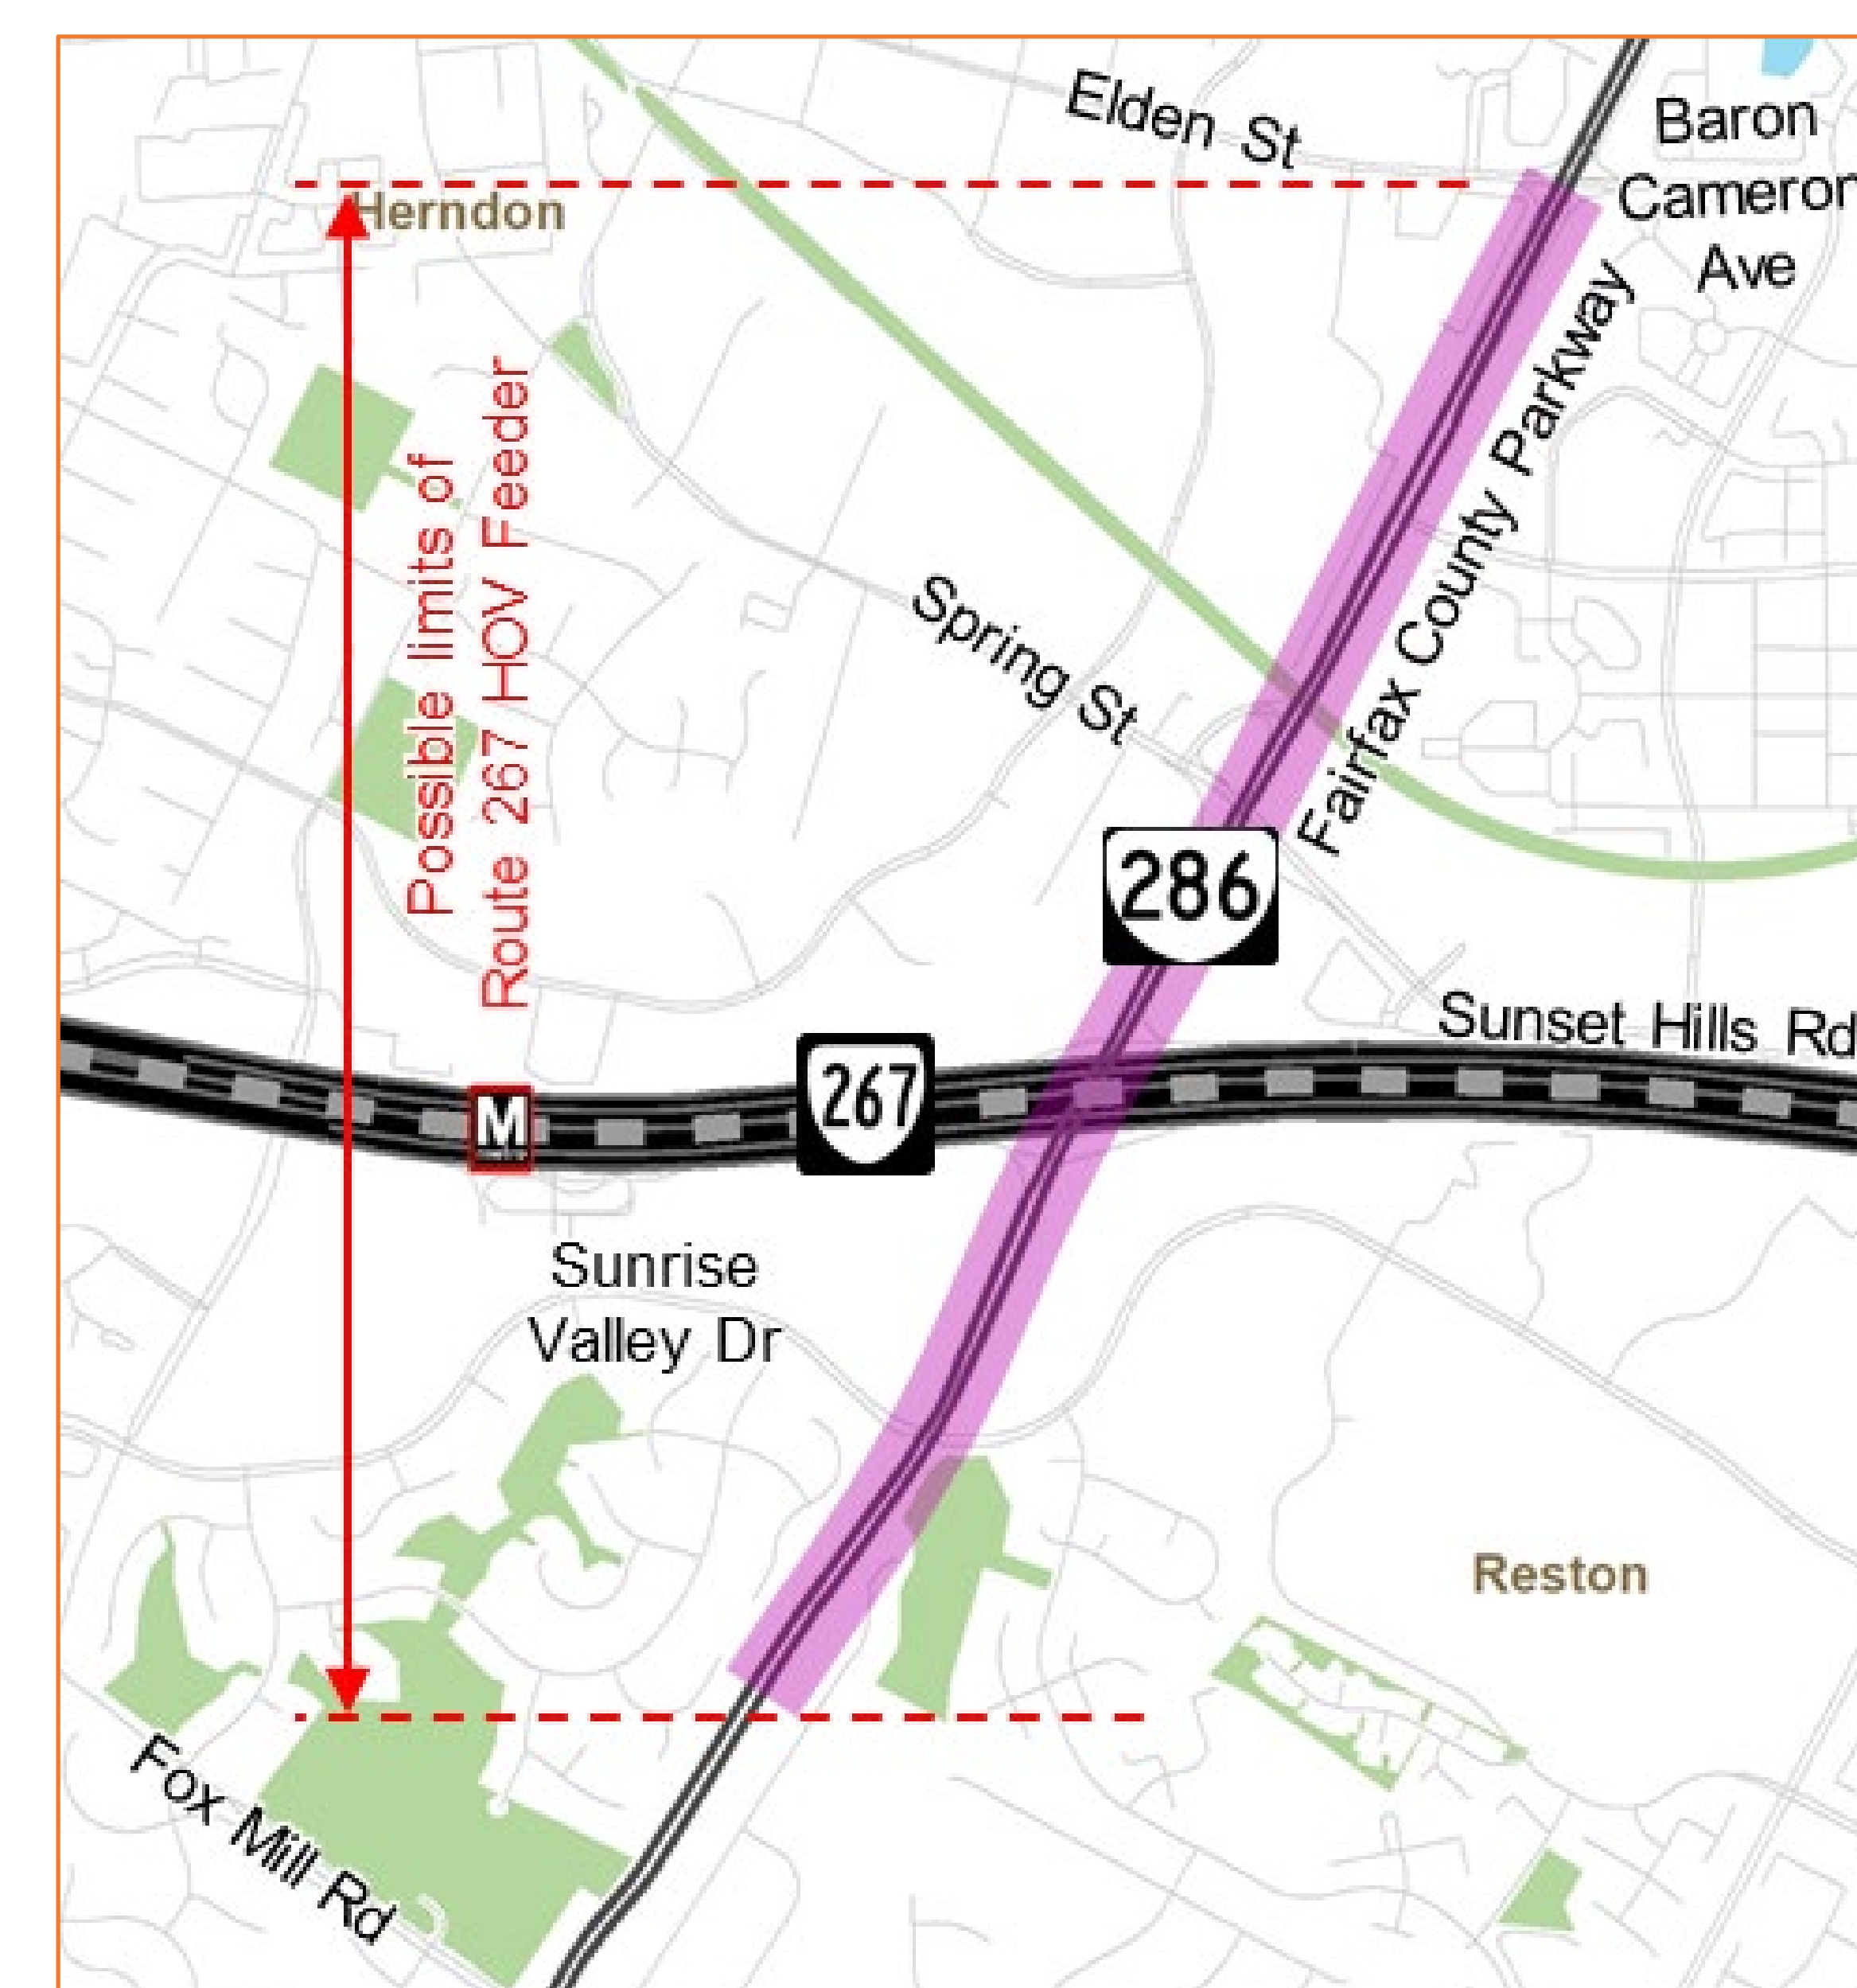 Elden St
Baron
Cameron
Ave
Herndon
Possible limits of
Route 267 HOV Feeder
Fairfax County Parkway
Spring St
286
Sunset Hills Rd
267
M
Sunrise
Valley Dr
Reston
Fox Mill Rd